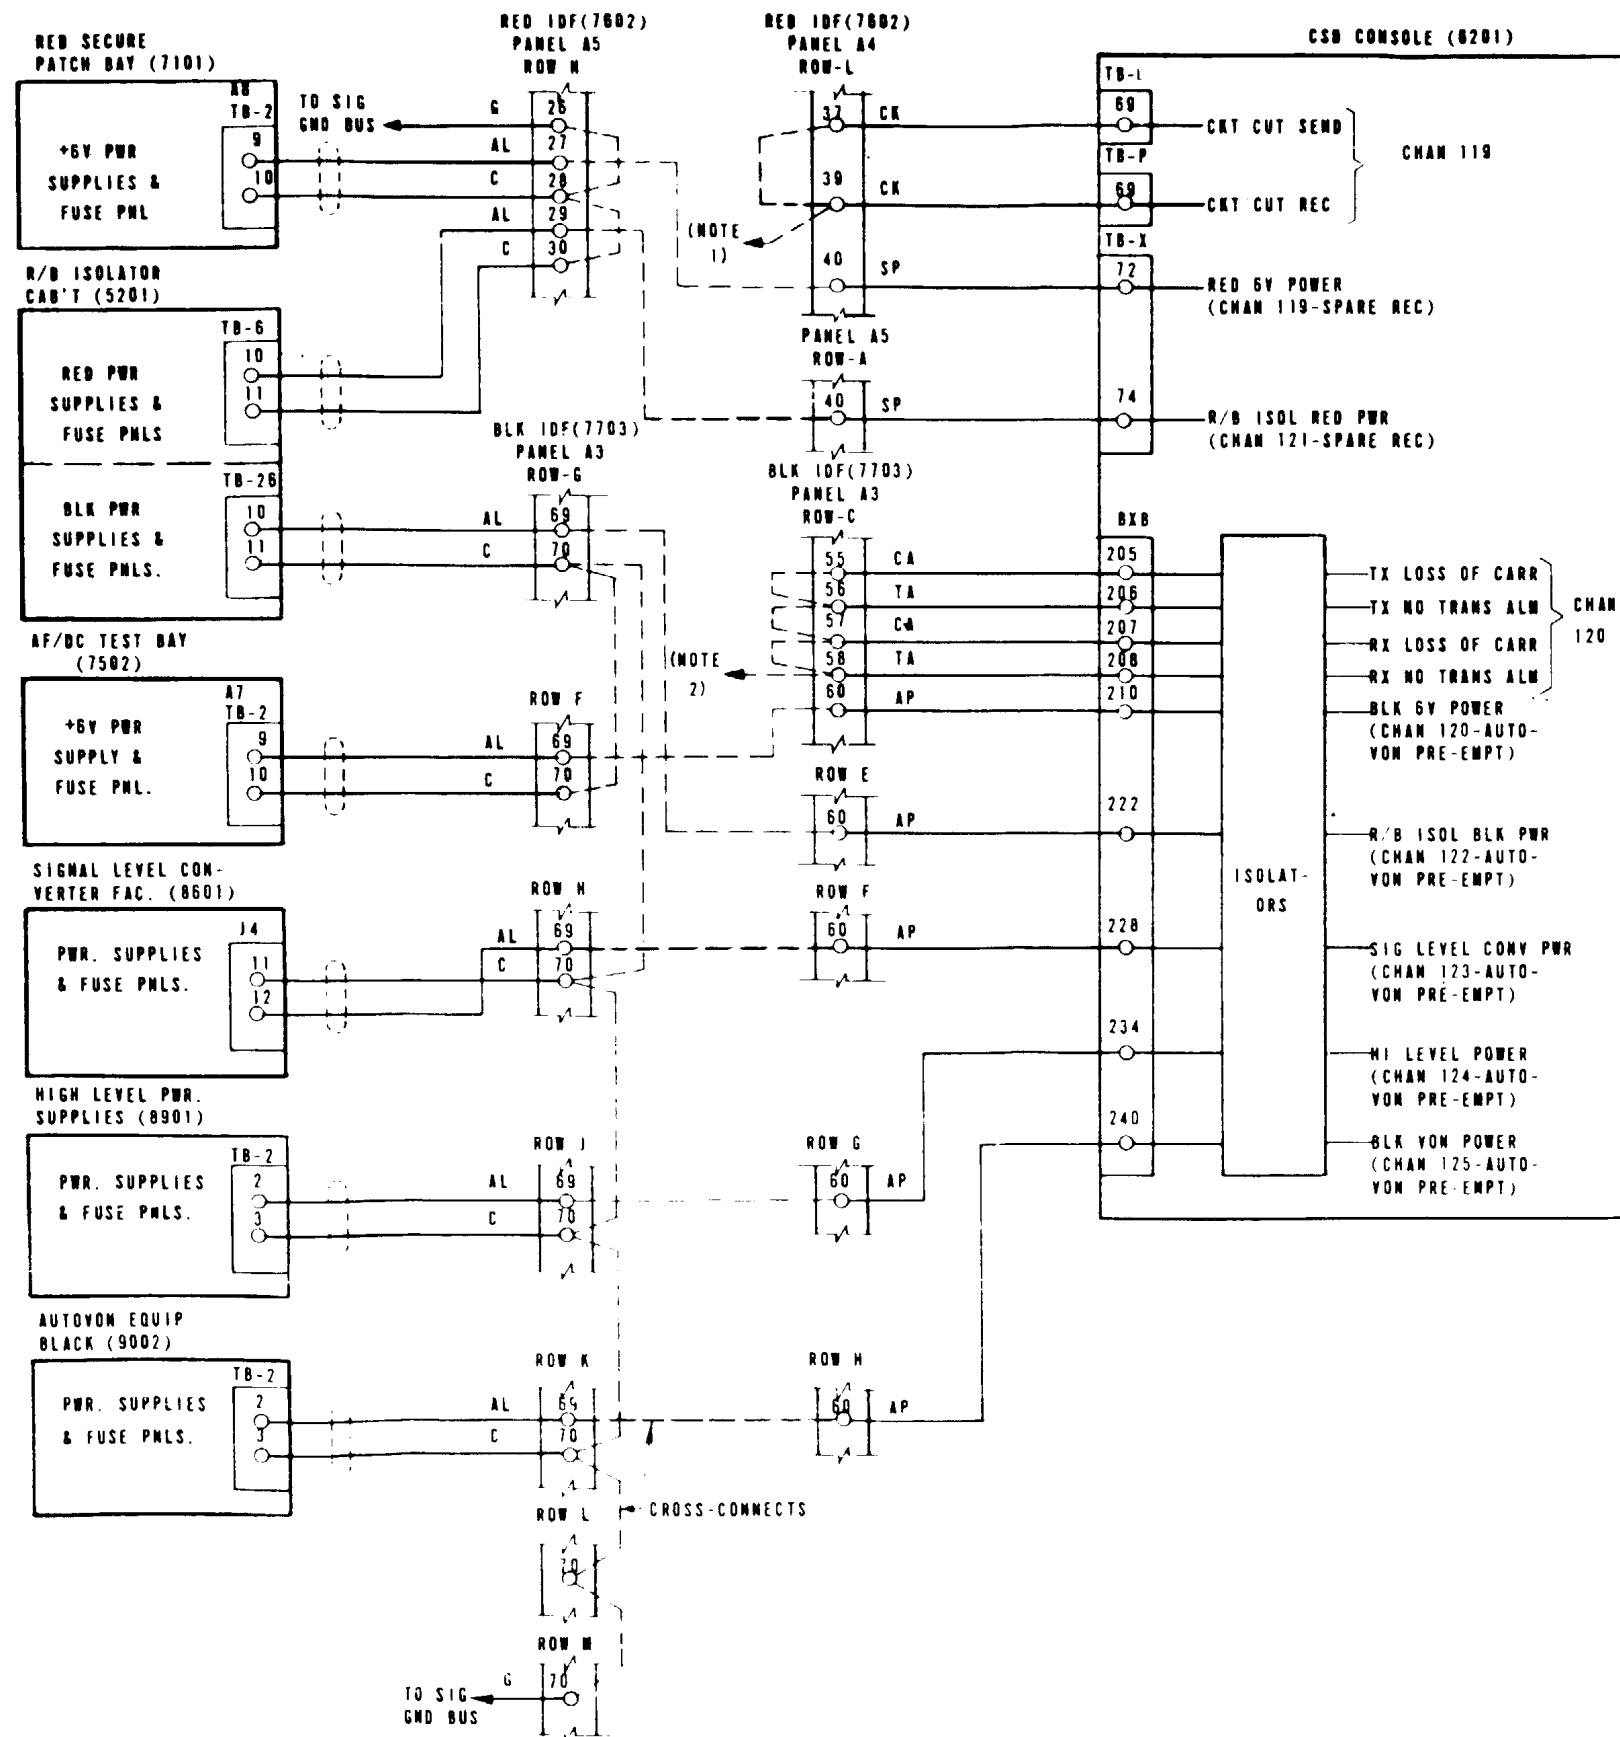 RED SECURE
PATCH BAY (7101)
A8
TB-2
9
10
+6V PWR
SUPPLIES &
FUSE PNL
TO SIG
GND BUS
G
AL
C
AL
C
RED IDF(7602)
PANEL A5
ROW N
26
27
28
29
30
RED IDF(7602)
PANEL A4
ROW-L
37
39
40
CK
CK
SP
(NOTE
1)
CSD CONSOLE (6201)
TB-L
69
CKT CUT SEND
TB-P
69
CKT CUT REC
CHAN 119
TB-X
72
RED 6V POWER
(CHAN 119-SPARE REC)
74
R/B ISOL RED PWR
(CHAN 121-SPARE REC)
PANEL A5
ROW-A
40
SP
R/B ISOLATOR
CAB'T (5201)
TB-6
10
11
RED PWR
SUPPLIES &
FUSE PNLS
TB-26
10
11
BLK PWR
SUPPLIES &
FUSE PNLS.
AL
C
BLK IDF(7703)
PANEL A3
ROW-G
69
70
BLK IDF(7703)
PANEL A3
ROW-C
55
56
57
58
60
CA
TA
CA
TA
AP
(NOTE
2)
BXB
205
206
207
208
210
222
228
234
240
ISOLAT-
ORS
TX LOSS OF CARR
TX NO TRANS ALM
RX LOSS OF CARR
RX NO TRANS ALM
CHAN
120
BLK 6V POWER
(CHAN 120-AUTO-
VON PRE-EMPT)
R/B ISOL BLK PWR
(CHAN 122-AUTO-
VON PRE-EMPT)
SIG LEVEL CONV PWR
(CHAN 123-AUTO-
VON PRE-EMPT)
HI LEVEL POWER
(CHAN 124-AUTO-
VON PRE-EMPT)
BLK VON POWER
(CHAN 125-AUTO-
VON PRE-EMPT)
AF/DC TEST BAY
(7502)
A7
TB-2
9
10
+6V PWR
SUPPLY &
FUSE PNL.
AL
C
ROW F
69
70
ROW E
60
AP
SIGNAL LEVEL CON-
VERTER FAC. (8601)
J4
11
12
PWR. SUPPLIES
& FUSE PNLS.
AL
C
ROW H
69
70
ROW F
60
AP
HIGH LEVEL PWR.
SUPPLIES (8901)
TB-2
2
3
PWR. SUPPLIES
& FUSE PNLS.
AL
C
ROW J
69
70
ROW G
60
AP
AUTOVON EQUIP
BLACK (9002)
TB-2
2
3
PWR. SUPPLIES
& FUSE PNLS.
AL
C
ROW K
69
70
ROW H
60
AP
CROSS-CONNECTS
ROW L
70
ROW M
70
G
TO SIG
GND BUS